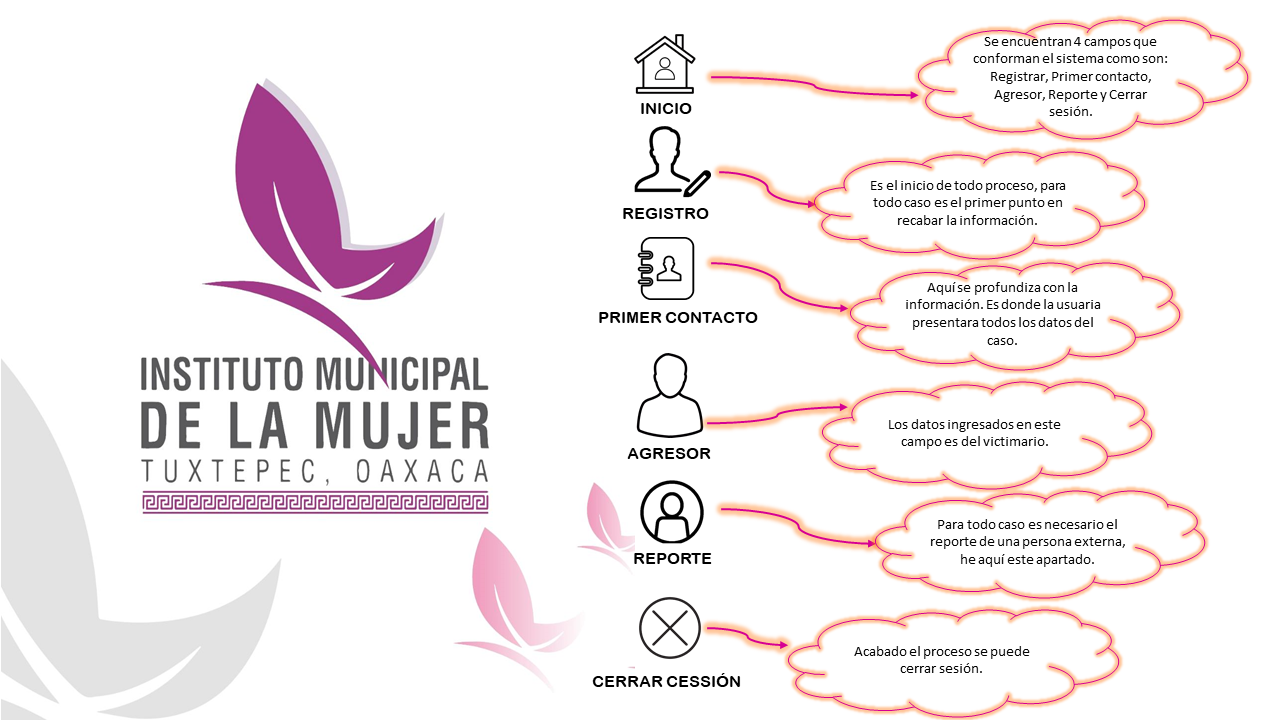 INSTITUTO MUNICIPAL
DE LA MUJER
TUXTEPEC, OAXACA
INICIO
Se encuentran 4 campos que
conforman el sistema como son:
Registrar, Primer contacto,
Agresor, Reporte y Cerrar
sesión.
REGISTRO
Es el inicio de todo proceso, para
todo caso es el primer punto en
recabar la información.
PRIMER CONTACTO
Aquí se profundiza con la
información. Es donde la usuaria
presentara todos los datos del
caso.
AGRESOR
Los datos ingresados en este
campo es del victimario.
REPORTE
Para todo caso es necesario el
reporte de una persona externa,
he aquí este apartado.
CERRAR CESSIÓN
Acabado el proceso se puede
cerrar sesión.